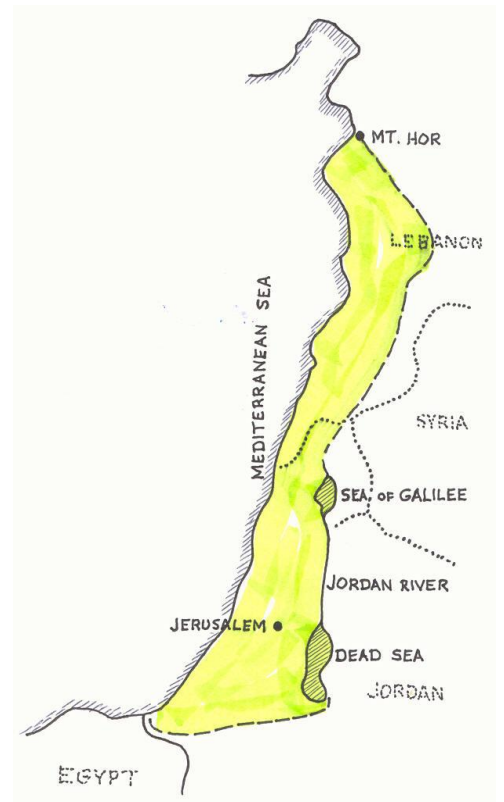 MT. HOR
LEBANON
MEDITERRANEAN SEA
SYRIA
SEA OF GALILEE
JORDAN RIVER
JERUSALEM
DEAD SEA
JORDAN
EGYPT